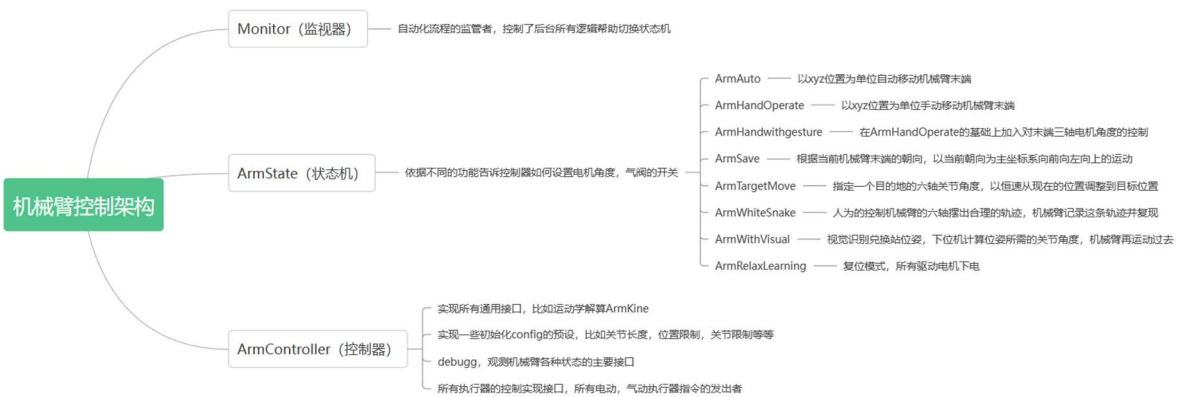 机械臂控制架构
Monitor（监视器）
自动化流程的监管者，控制了后台所有逻辑帮助切换状态机
ArmState（状态机）
依据不同的功能告诉控制器如何设置电机角度，气阀的开关
ArmAuto
以xyz位置为单位自动移动机械臂末端
ArmHandOperate
以xyz位置为单位手动移动机械臂末端
ArmHandwithgesture
在ArmHandOperate的基础上加入对末端三轴电机角度的控制
ArmSave
根据当前机械臂末端的朝向，以当前朝向为主坐标系向前向左向上的运动
ArmTargetMove
指定一个目的地的六轴关节角度，以恒速从现在的位置调整到目标位置
ArmWhiteSnake
人为的控制机械臂的六轴摆出合理的轨迹，机械臂记录这条轨迹并复现
ArmWithVisual
视觉识别兑换站位姿，下位机计算位姿所需的关节角度，机械臂再运动过去
ArmRelaxLearning
复位模式，所有驱动电机下电
ArmController（控制器）
实现所有通用接口，比如运动学解算ArmKine
实现一些初始化config的预设，比如关节长度，位置限制，关节限制等等
debugg，观测机械臂各种状态的主要接口
所有执行器的控制实现接口，所有电动，气动执行器指令的发出者